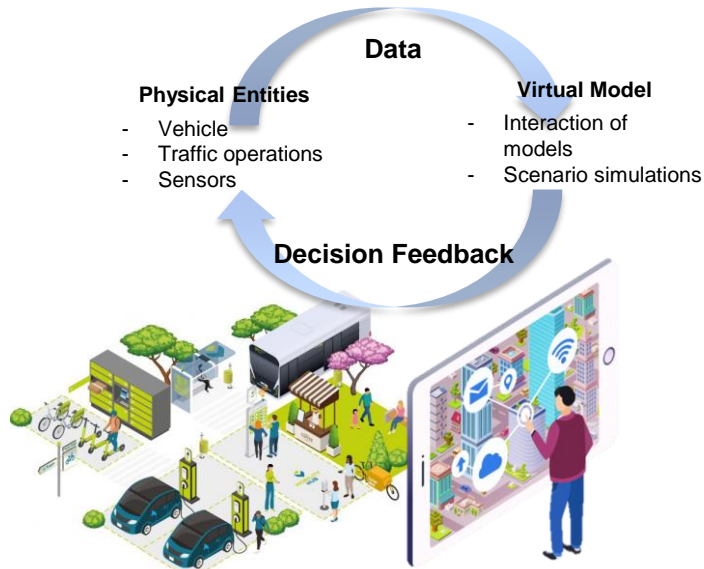 Data
Physical Entities
- Vehicle
- Traffic operations
- Sensors
Virtual Model
- Interaction of
models
- Scenario simulations
Decision Feedback